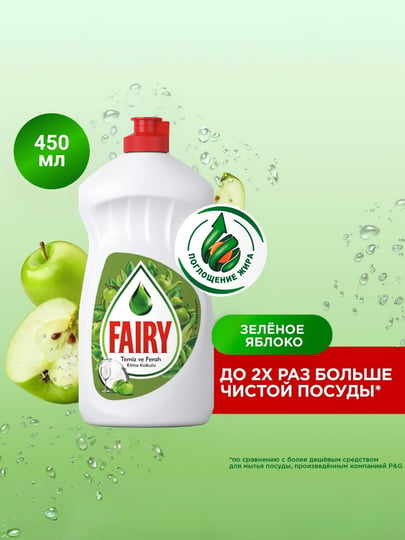 450
МЛ
ПОГЛОЩЕНИЕ ЖИРА
FAIRY
Temiz ve Ferah
Elma Kokulu
ЗЕЛЁНОЕ
ЯБЛОКО
ДО 2X РАЗ БОЛЬШЕ
ЧИСТОЙ ПОСУДЫ*
*по сравнению с более дешёвым средством
для мытья посуды, произведённым компанией P&G